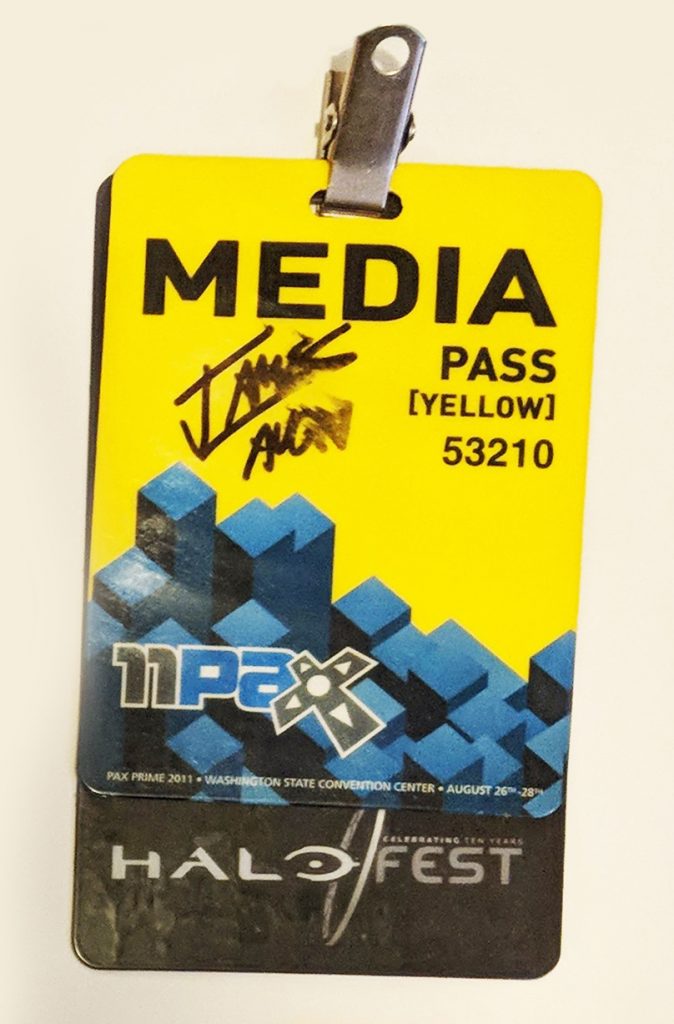 MEDIA
PASS
[YELLOW]
53210
11PAX
PAX PRIME 2011 • WASHINGTON STATE CONVENTION CENTER • AUGUST 26TH-28TH
CELEBRATING TEN YEARS
HALO FEST